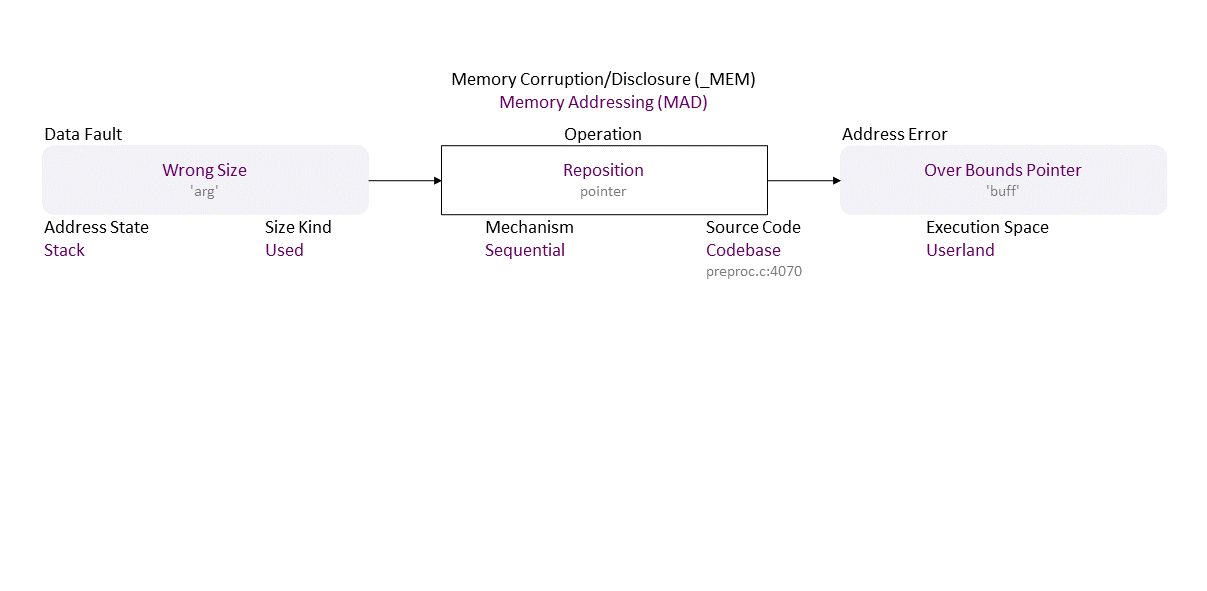 Memory Corruption/Disclosure (_MEM)
Memory Addressing (MAD)
Data Fault
Operation
Address Error
Wrong Size
'arg'
Reposition
pointer
Over Bounds Pointer
'buff'
Address State
Size Kind
Mechanism
Source Code
Execution Space
Stack
Used
Sequential
Codebase
Userland
preproc.c:4070